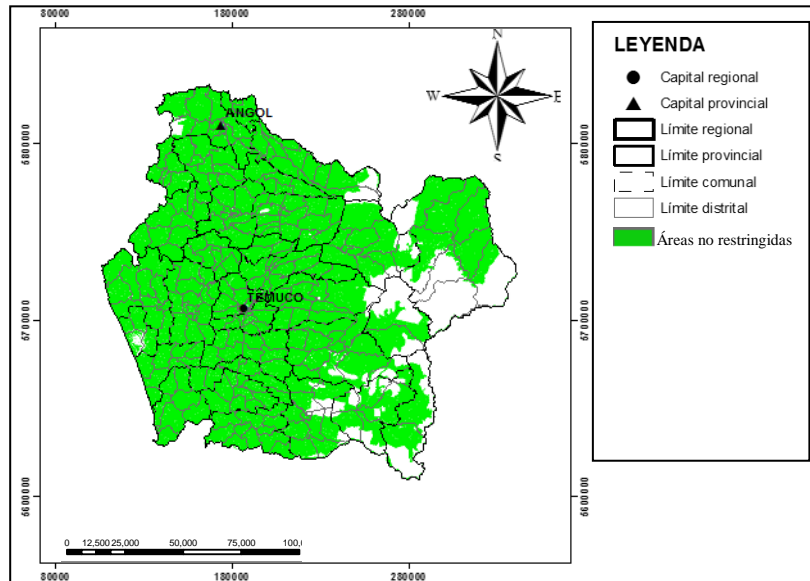 80000 180000 280000
N
W E
S
LEYENDA
Capital regional
Capital provincial
Límite regional
Límite provincial
Límite comunal
Límite distrital
Áreas no restringidas
ANGOL
5800000 5800000
TEMUCO
5700000 5700000
5600000 5600000
0 12,500 25,000 50,000 75,000 100,
80000 180000 280000